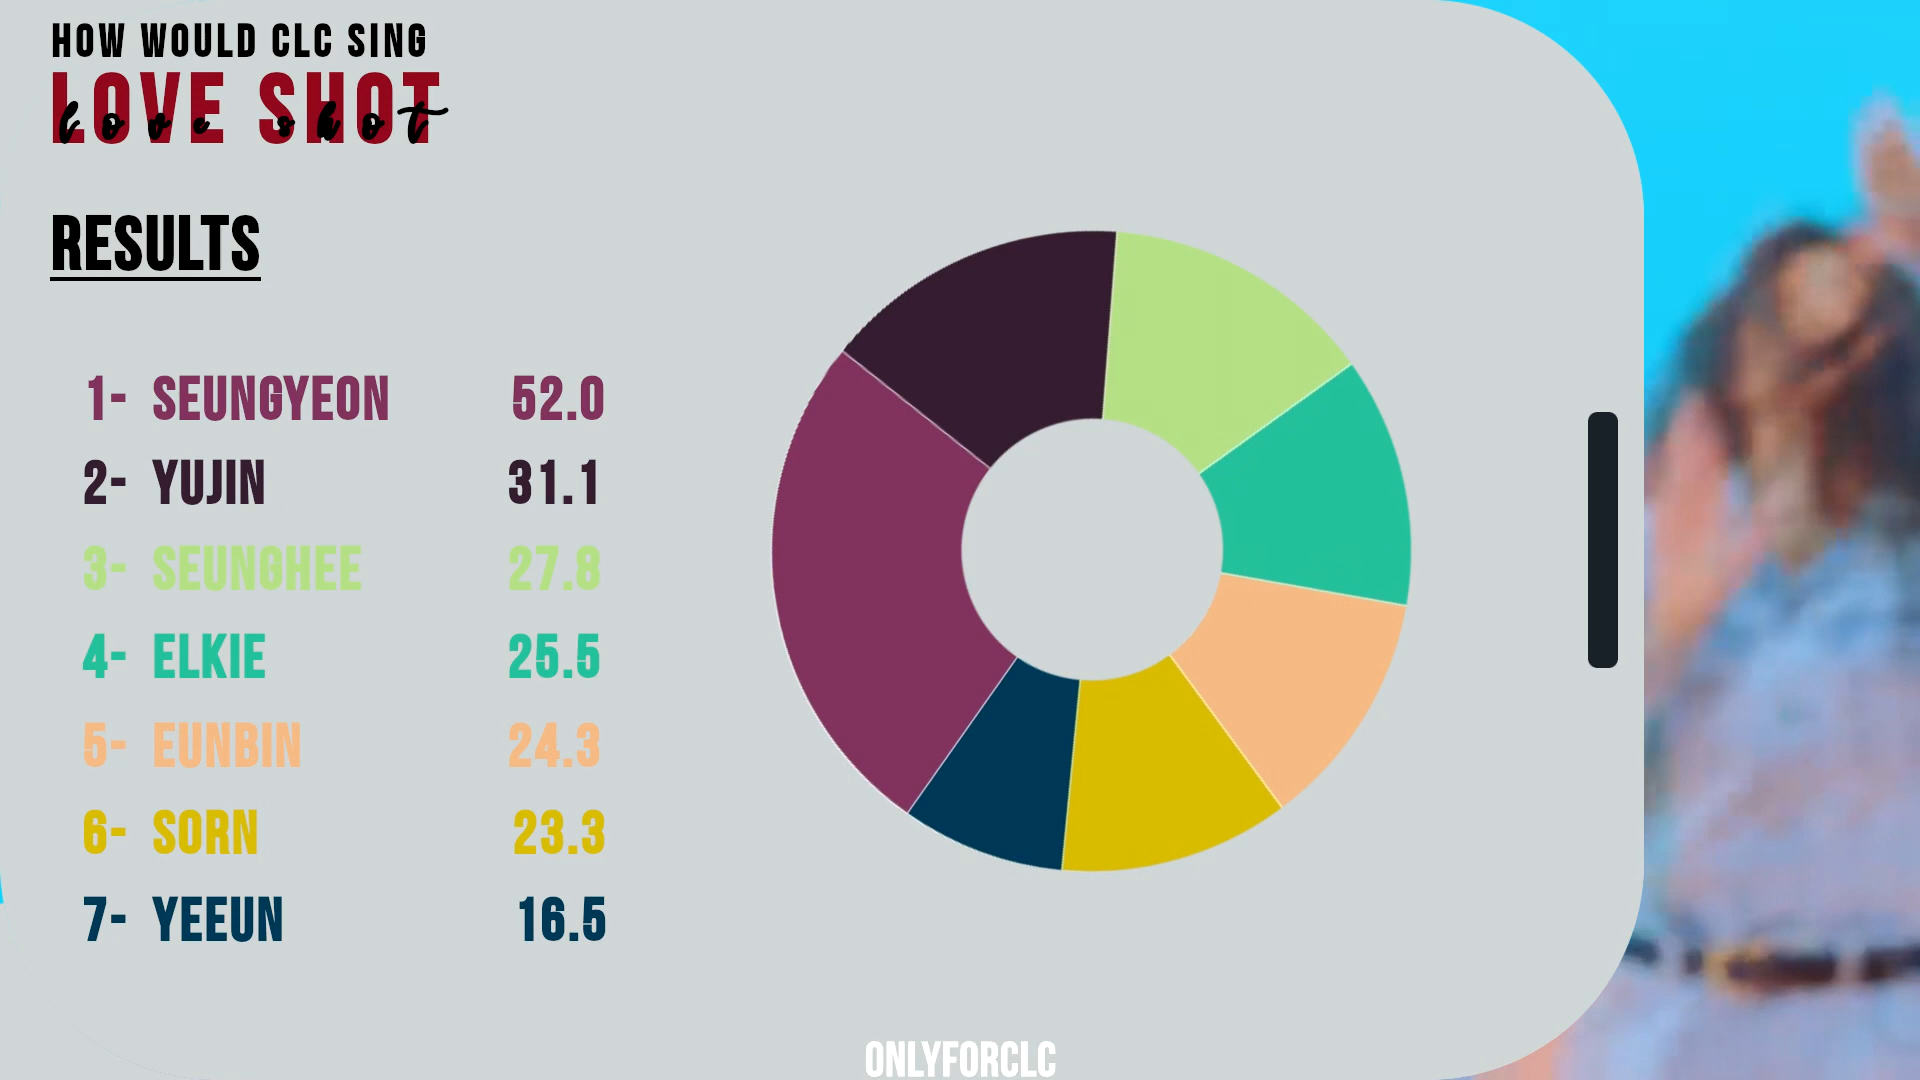 HOW WOULD CLC SING
LOVE SHOT
love shot
RESULTS
1- SEUNGYEON 52.0
2- YUJIN 31.1
3- SEUNGHEE 27.8
4- ELKIE 25.5
5- EUNBIN 24.3
6- SORN 23.3
7- YEEUN 16.5
ONLYFORCLC